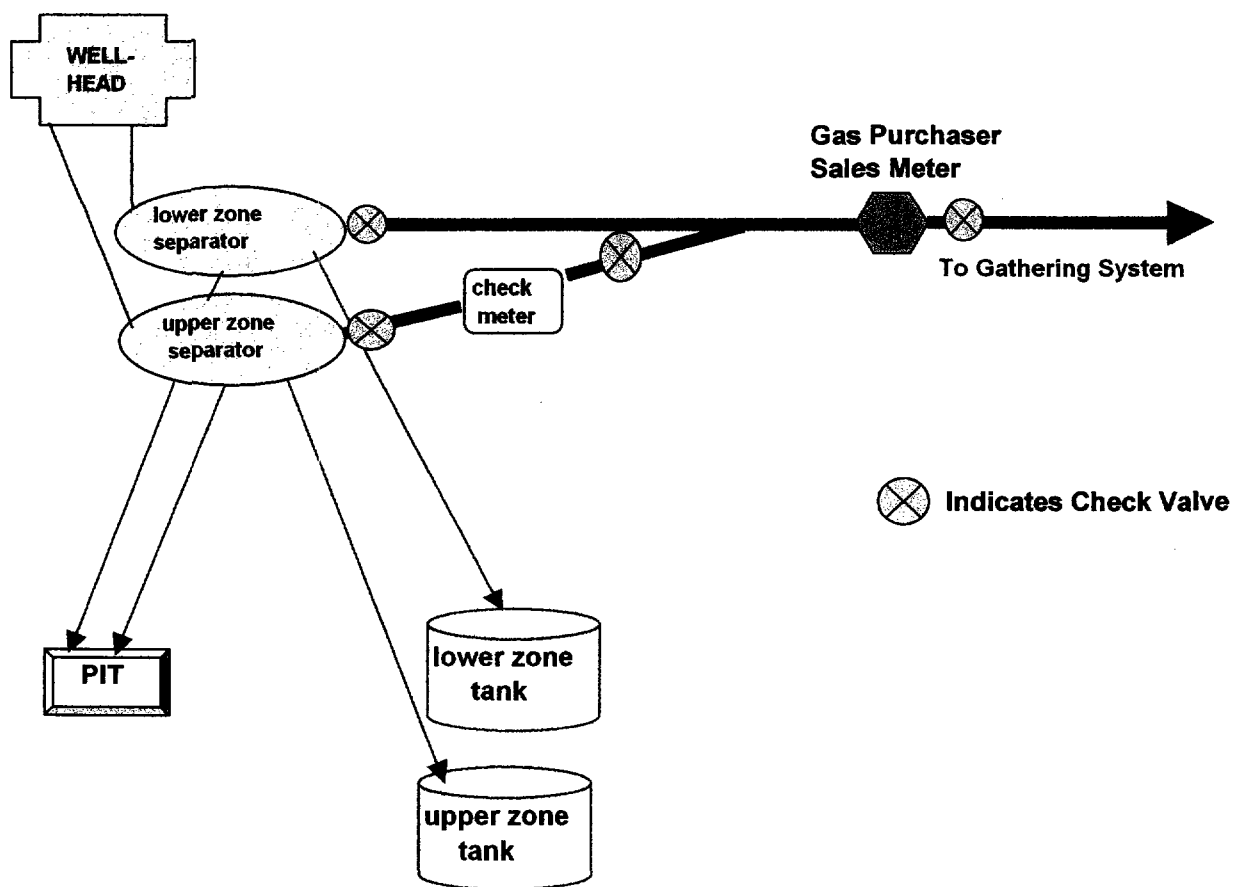 WELL-
HEAD
Gas Purchaser
Sales Meter
lower zone
separator
To Gathering System
check
meter
upper zone
separator
Indicates Check Valve
PIT
lower zone
tank
upper zone
tank